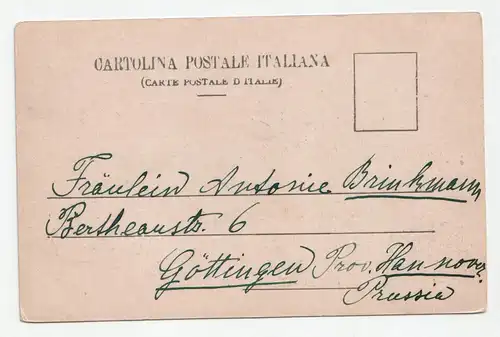 CARTOLINA POSTALE ITALIANA
(CARTE POSTALE D'ITALIE)
Fräulein Antonie Brinkmann
Bertheaustr. 6
Göttingen Prov. Hannover.
Prussia